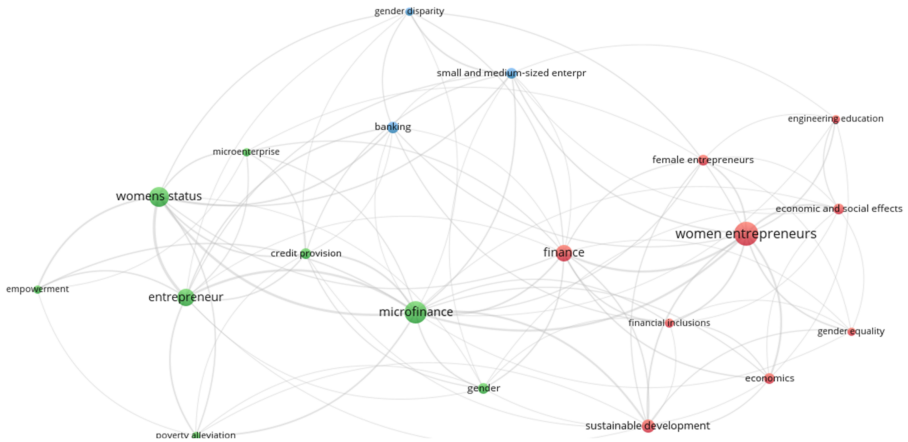 gender disparity
small and medium-sized enterpr
engineering education
banking
microenterprise
female entrepreneurs
womens status
economic and social effects
women entrepreneurs
credit provision
finance
empowerment
entrepreneur
microfinance
financial inclusions
gender equality
economics
gender
sustainable development
poverty alleviation